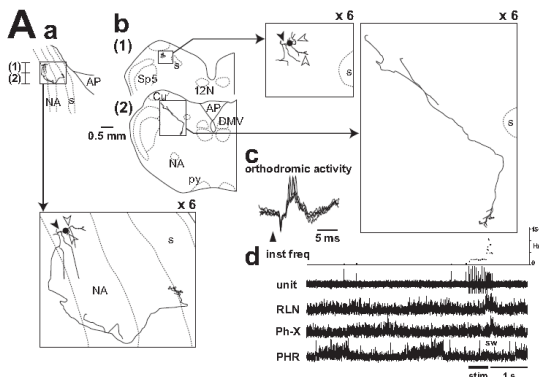 A
a
(1)
(2)
NA
s
AP
b
(1)
Sp5
s
12N
(2)
Cu
AP
DMV
NA
py
0.5 mm
x 6
s
x 6
s
x 6
NA
s
c
orthodromic activity
5 ms
inst freq
d
unit
RLN
Ph-X
PHR
sw
stim
1 s
0